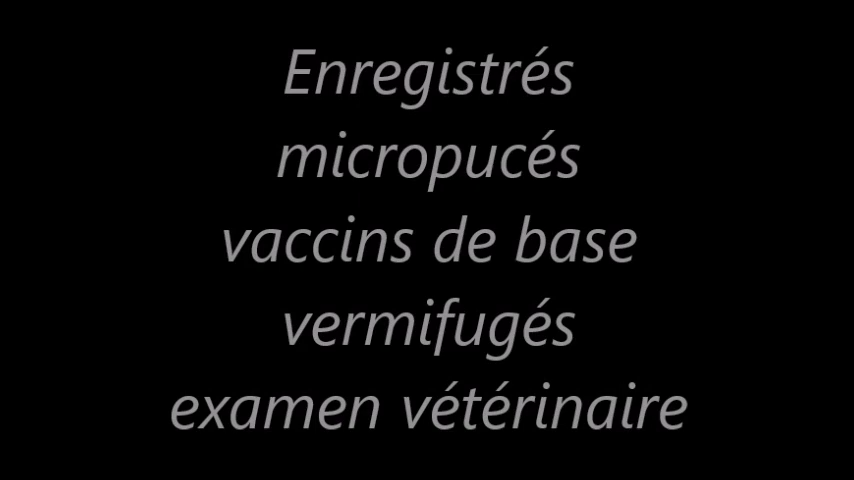 Enregistrés
micropucés
vaccins de base
vermifugés
examen vétérinaire